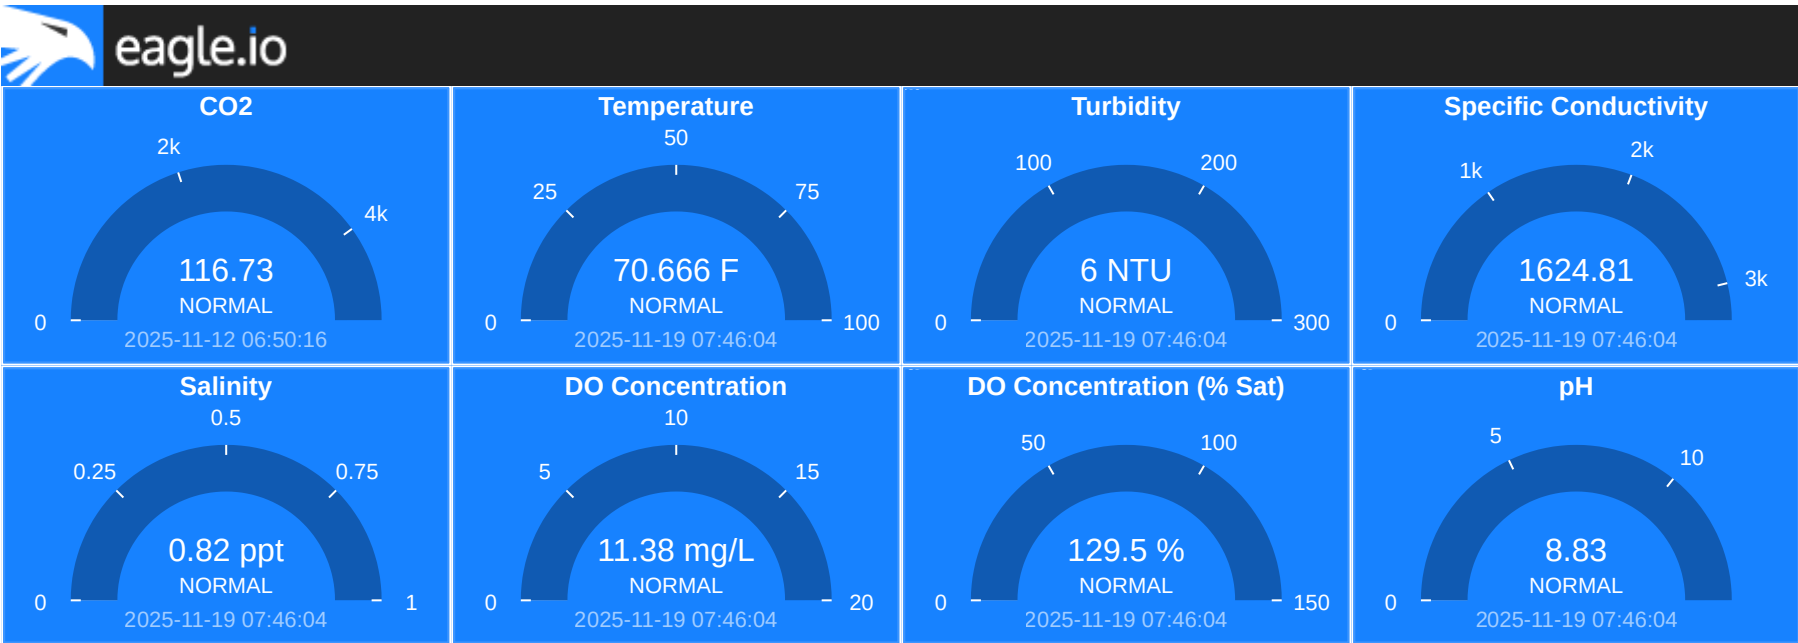 eagle.io
CO2
2k
4k
0
116.73
NORMAL
2025-11-12 06:50:16
Temperature
50
25
75
0
100
70.666 F
NORMAL
2025-11-19 07:46:04
Turbidity
100
200
0
300
6 NTU
NORMAL
2025-11-19 07:46:04
Specific Conductivity
1k
2k
3k
0
1624.81
NORMAL
2025-11-19 07:46:04
Salinity
0.5
0.25
0.75
0
1
0.82 ppt
NORMAL
2025-11-19 07:46:04
DO Concentration
10
5
15
0
20
11.38 mg/L
NORMAL
2025-11-19 07:46:04
DO Concentration (% Sat)
50
100
0
150
129.5 %
NORMAL
2025-11-19 07:46:04
pH
5
10
0
8.83
NORMAL
2025-11-19 07:46:04